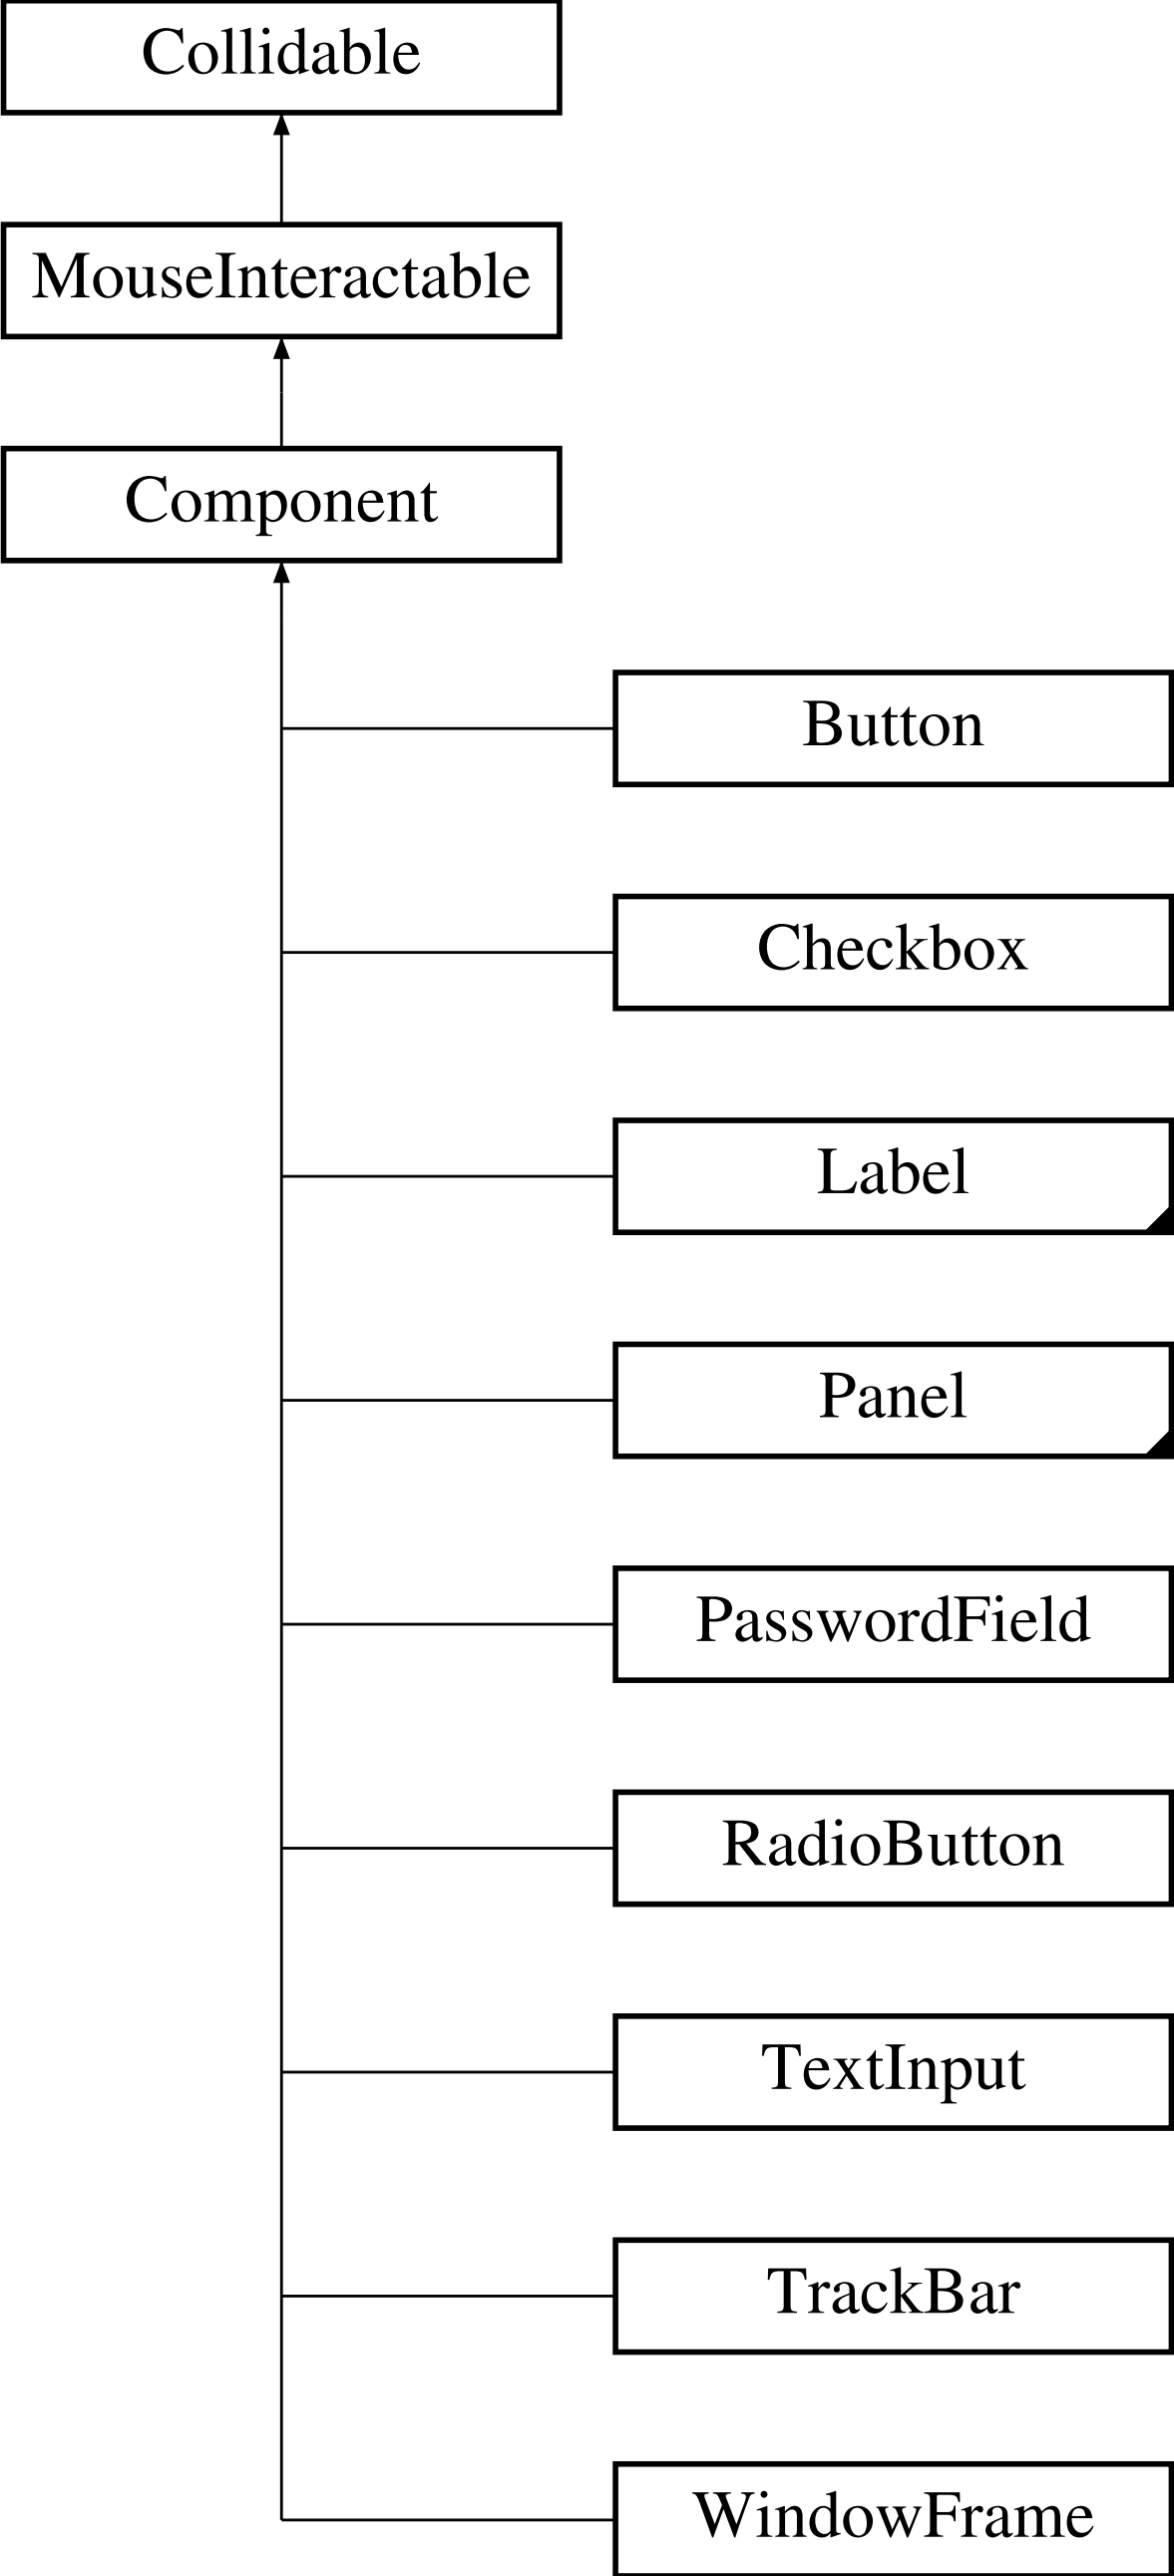 Collidable
MouseInteractable
Component
Button
Checkbox
Label
Panel
PasswordField
RadioButton
TextInput
TrackBar
WindowFrame